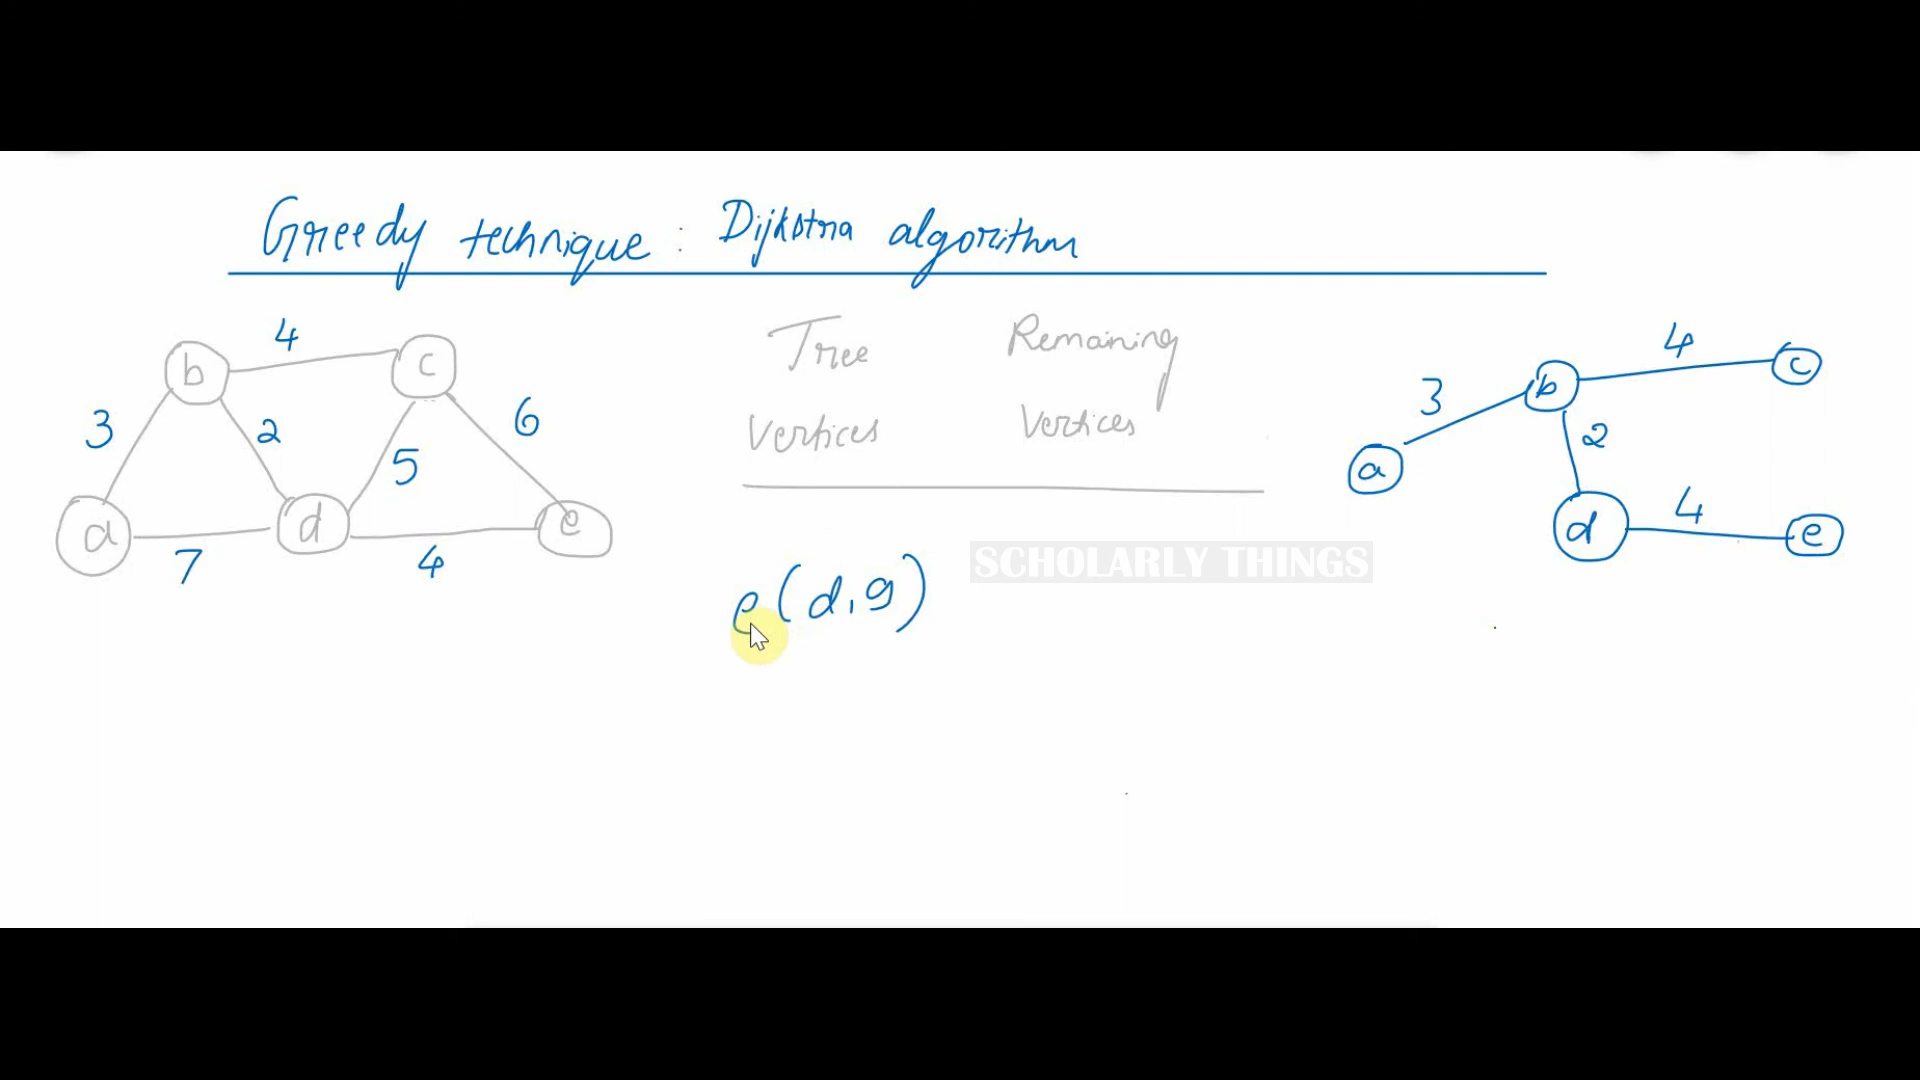 Greedy technique : Dijkstra algorithm
4
b
c
3
2
5
6
a
d
e
7
4
Tree
Vertices
Remaining
Vertices
e(d,9)
SCHOLARLY THINGS
4
3
b
c
2
a
4
d
e